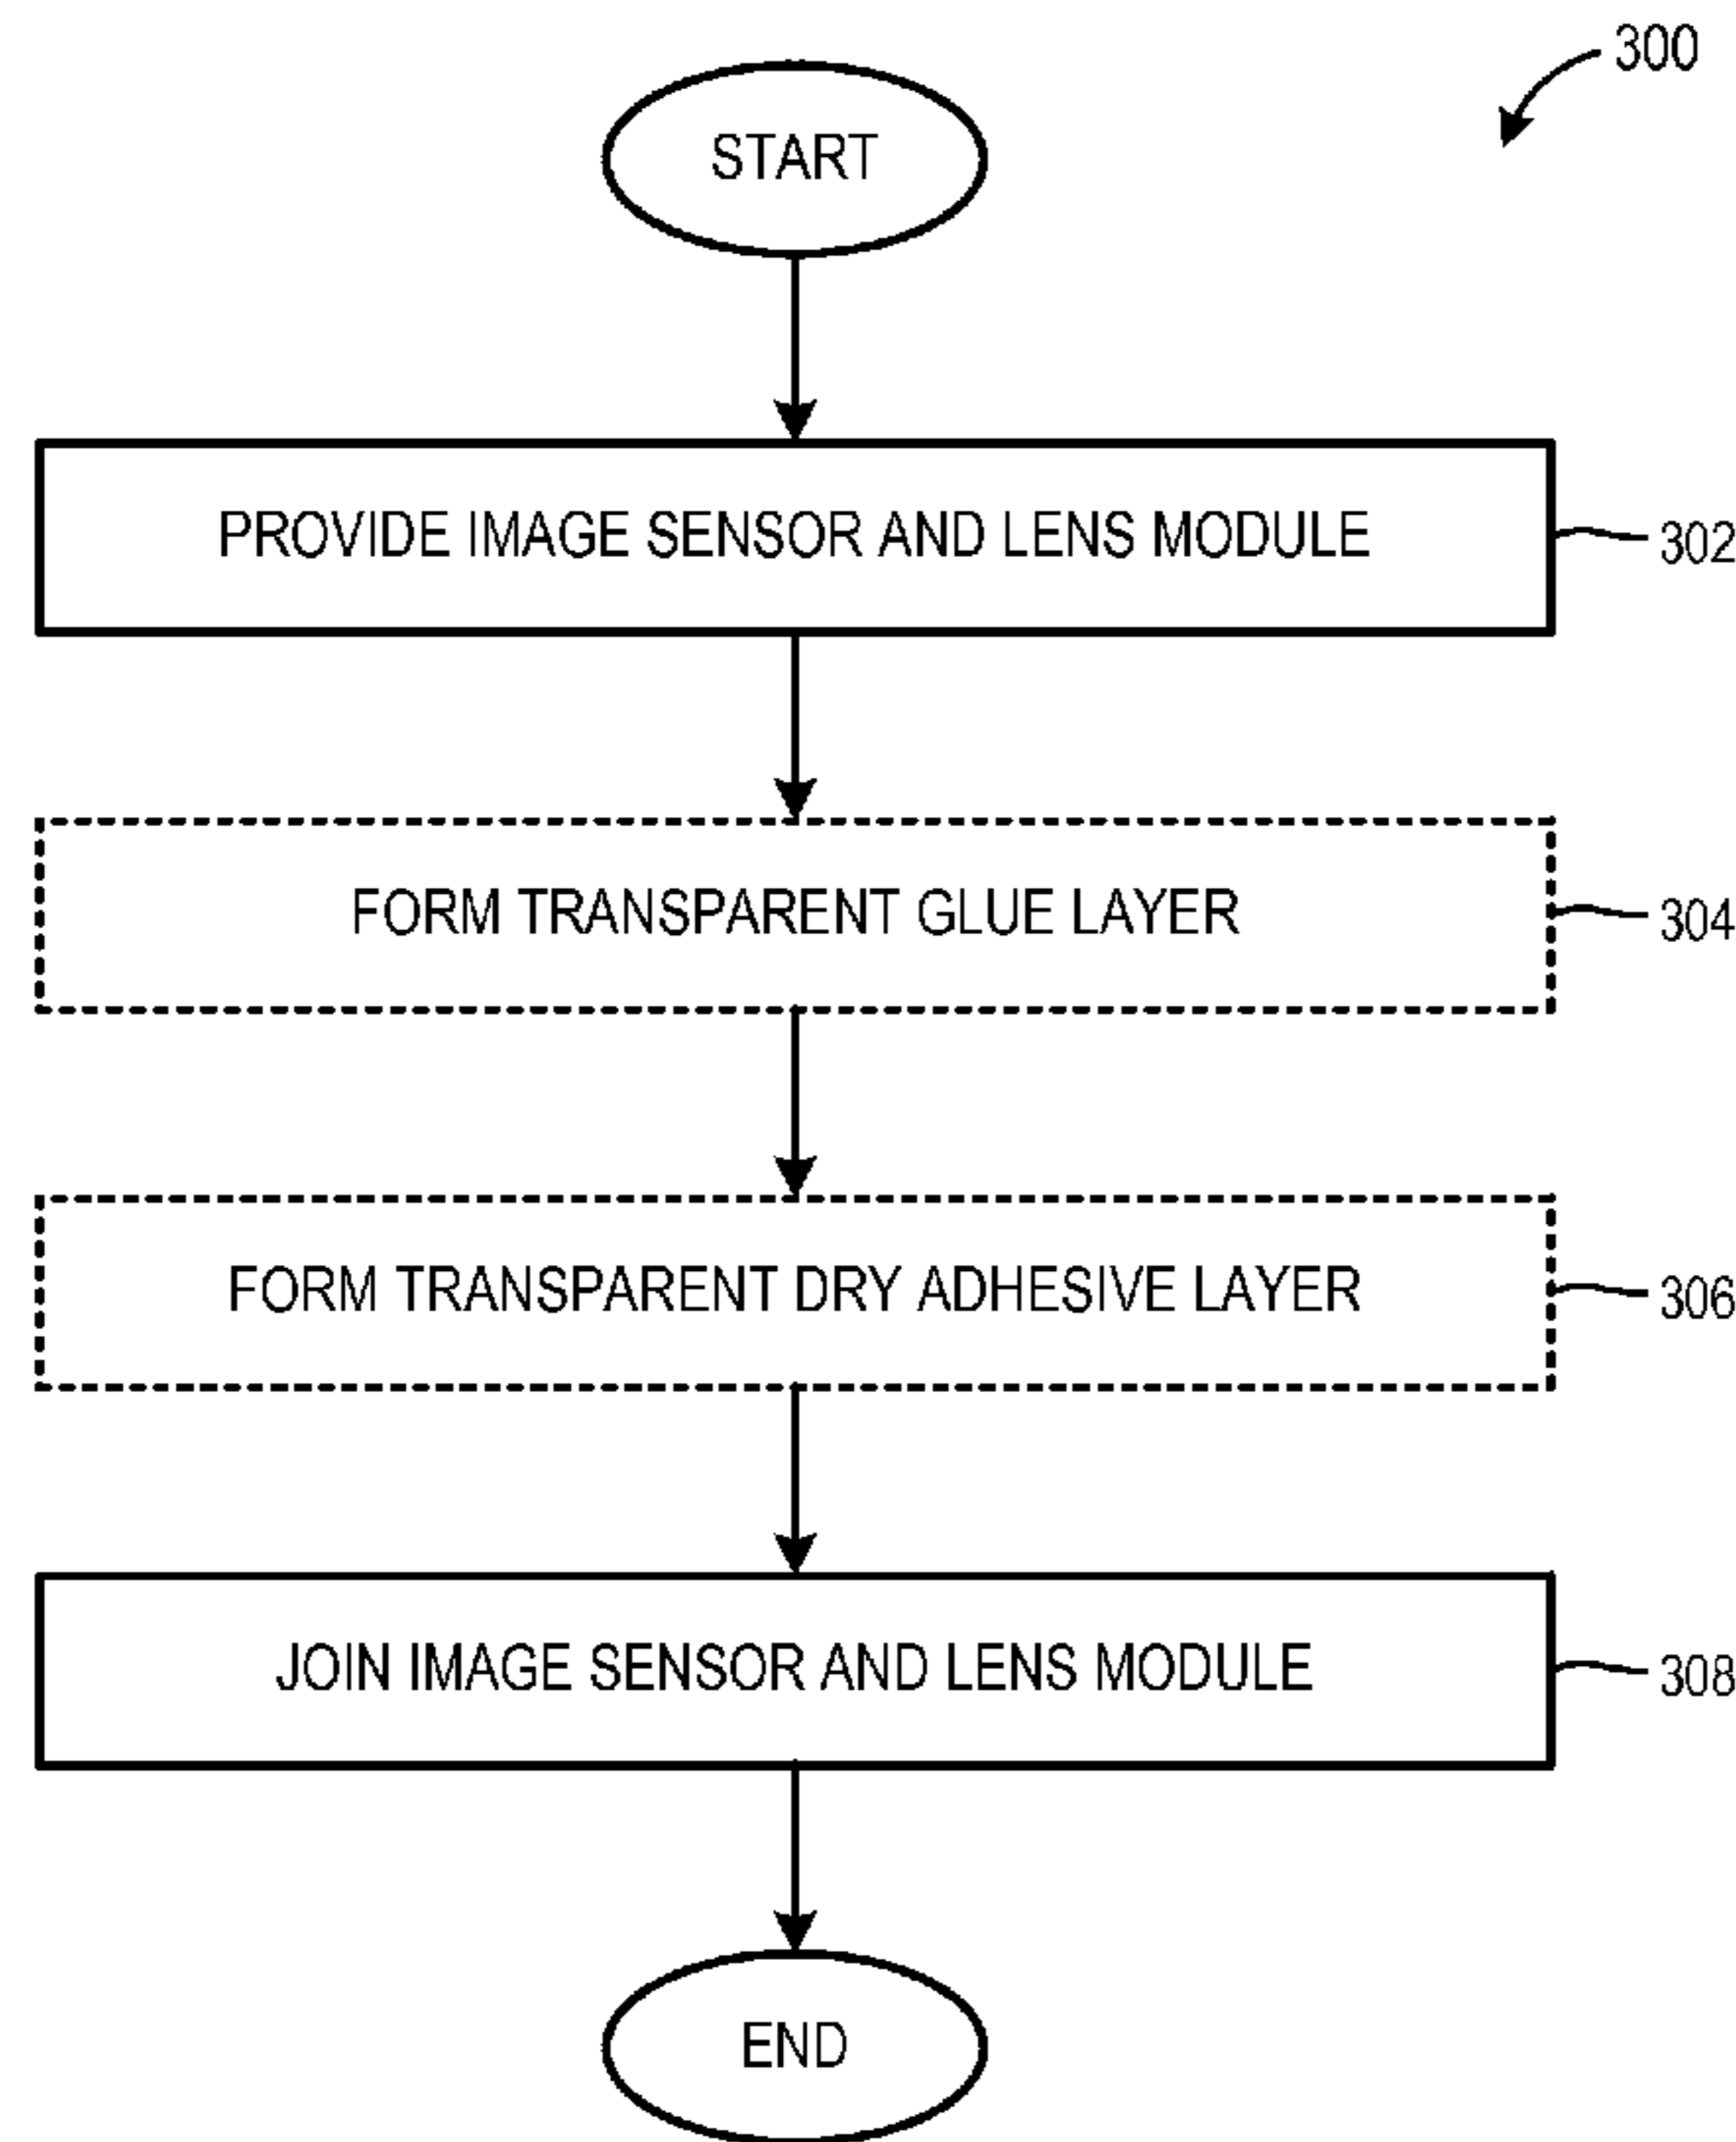 300
START
PROVIDE IMAGE SENSOR AND LENS MODULE
302
FORM TRANSPARENT GLUE LAYER
304
FORM TRANSPARENT DRY ADHESIVE LAYER
306
JOIN IMAGE SENSOR AND LENS MODULE
308
END